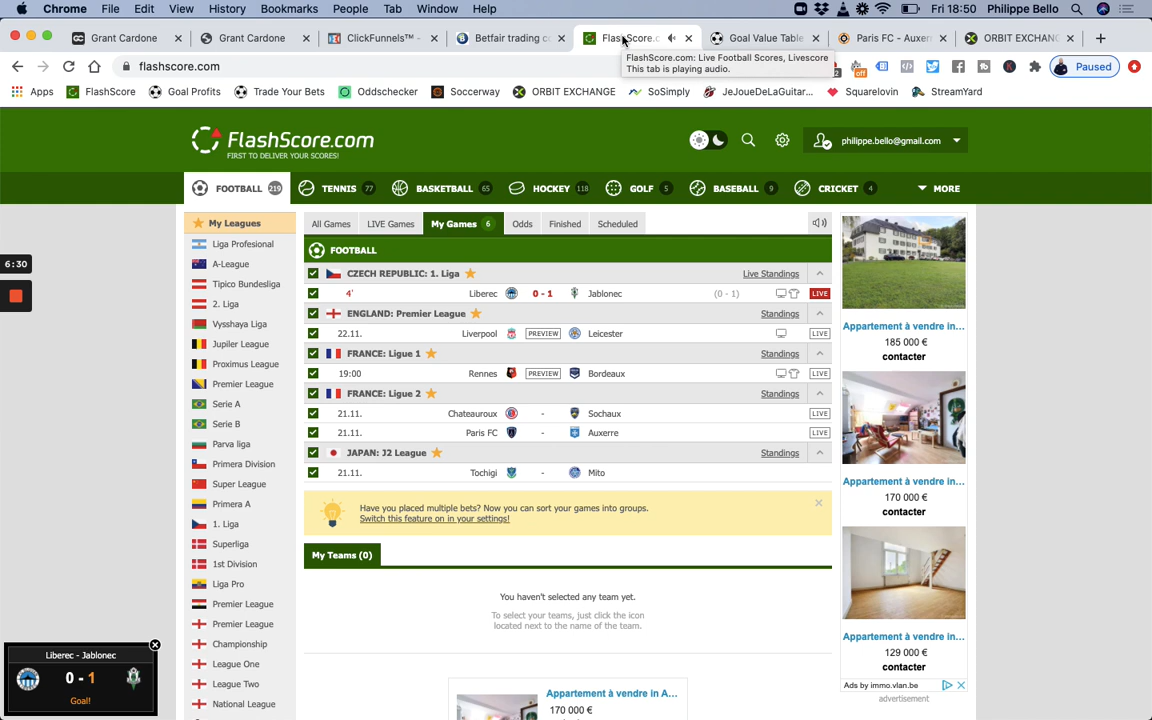 Chrome File Edit View History Bookmarks People Tab Window Help Fri 18:50 Philippe Bello
Grant Cardone Grant Cardone ClickFunnels™ - Betfair trading co FlashScore.c Goal Value Table Paris FC - Auxer ORBIT EXCHAN
flashscore.com Paused
FlashScore.com: Live Football Scores, Livescore
This tab is playing audio.
off
Apps FlashScore Goal Profits Trade Your Bets Oddschecker Soccerway ORBIT EXCHANGE SoSimply JeJoueDeLaGuitar... Squarelovin StreamYard
FlashScore.com
FIRST TO DELIVER YOUR SCORES!
philippe.bello@gmail.com
FOOTBALL 219 TENNIS 77 BASKETBALL 65 HOCKEY 118 GOLF 5 BASEBALL 9 CRICKET 4 MORE
My Leagues
Liga Profesional
A-League
Tipico Bundesliga
2. Liga
Vysshaya Liga
Jupiler League
Proximus League
Premier League
Serie A
Serie B
Parva liga
Primera Division
Super League
Primera A
1. Liga
Superliga
1st Division
Liga Pro
Premier League
Premier League
Championship
League One
League Two
National League
All Games LIVE Games My Games 6 Odds Finished Scheduled
FOOTBALL
CZECH REPUBLIC: 1. Liga Live Standings
4' Liberec 0 - 1 Jablonec (0 - 1) LIVE
ENGLAND: Premier League Standings
22.11. Liverpool PREVIEW Leicester LIVE
FRANCE: Ligue 1 Standings
19:00 Rennes PREVIEW Bordeaux LIVE
FRANCE: Ligue 2 Standings
21.11. Chateauroux - Sochaux LIVE
21.11. Paris FC - Auxerre LIVE
JAPAN: J2 League Standings
21.11. Tochigi - Mito
Have you placed multiple bets? Now you can sort your games into groups.
Switch this feature on in your settings!
My Teams (0)
You haven't selected any team yet.
To select your teams, just click the icon
located next to the name of the team.
Appartement à vendre in A...
170 000 €
Appartement à vendre in...
185 000 €
contacter
Appartement à vendre in...
170 000 €
contacter
Appartement à vendre in...
129 000 €
contacter
Ads by immo.vlan.be
advertisement
6:30
Liberec - Jablonec
0 - 1
Goal!